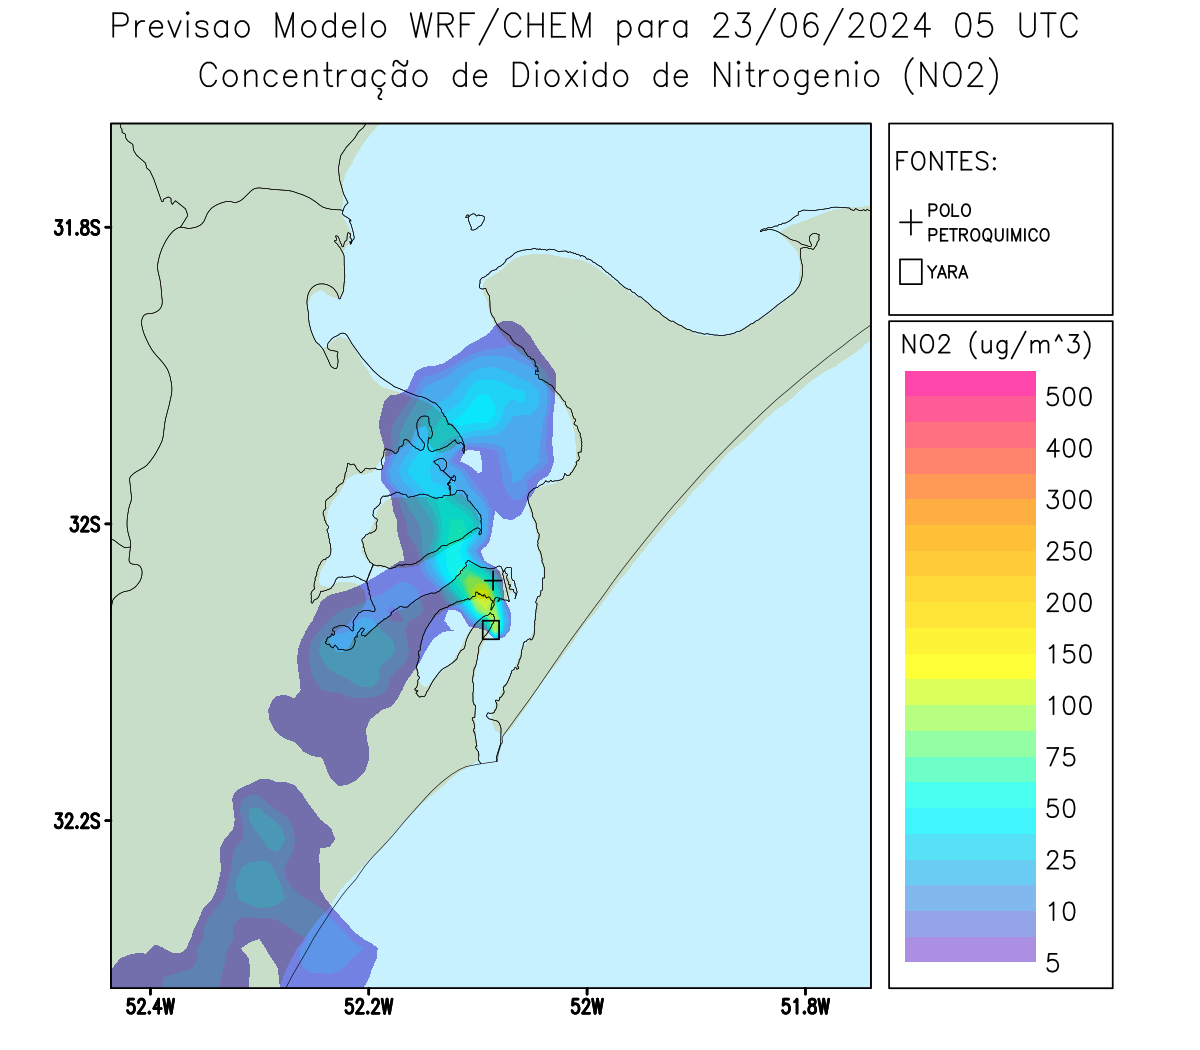 Previsao Modelo WRF/CHEM para 23/06/2024 05 UTC
Concentração de Dioxido de Nitrogenio (NO2)
FONTES:
POLO
PETROQUIMICO
YARA
NO2 (ug/m^3)
500
400
300
250
200
150
100
75
50
25
10
5
31.8S
32S
32.2S
52.4W
52.2W
52W
51.8W